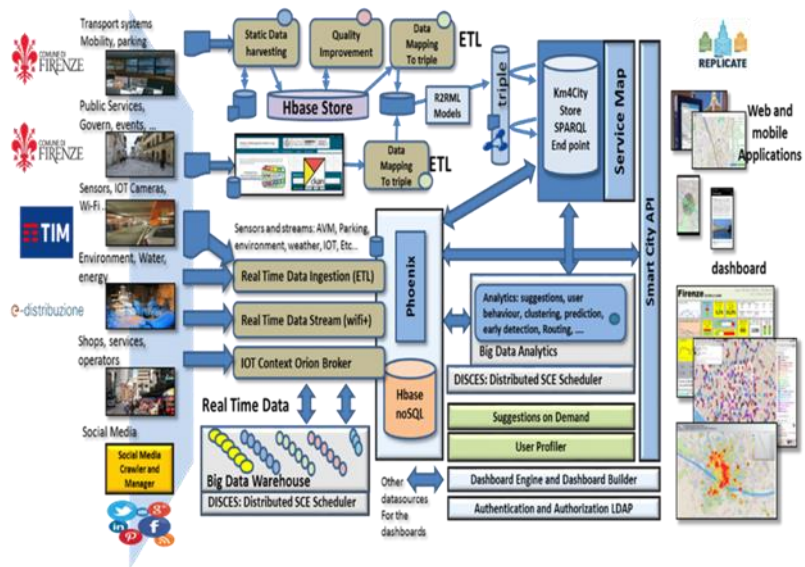 Transport systems
Mobility, parking
COMUNE DI
FIRENZE
Public Services,
Govern, events, ...
COMUNE DI
FIRENZE
Sensors, IOT Cameras,
Wi-Fi ..
TIM
Environment, Water,
energy
e-distribuzione
Shops, services,
operators
Social Media
Social Media
Crawler and
Manager
Static Data
harvesting
Quality
Improvement
Data
Mapping
To triple
ETL
Hbase Store
R2RML
Models
triple
Km4City
Store
SPARQL
End point
Service Map
Data
Mapping
To triple
ETL
Sensors and streams: AVM, Parking,
environment, weather, IOT, Etc...
Real Time Data Ingestion (ETL)
Real Time Data Stream (wifi+)
IOT Context Orion Broker
Phoenix
Hbase
noSQL
Real Time Data
Big Data Warehouse
DISCES: Distributed SCE Scheduler
Analytics: suggestions, user
behaviour, clustering, prediction,
early detection, Routing, ....
Big Data Analytics
DISCES: Distributed SCE Scheduler
Suggestions on Demand
User Profiler
Other
datasources
For the
dashboards
Dashboard Engine and Dashboard Builder
Authentication and Authorization LDAP
Smart City API
REPLICATE
Web and
mobile
Applications
dashboard
Firenze